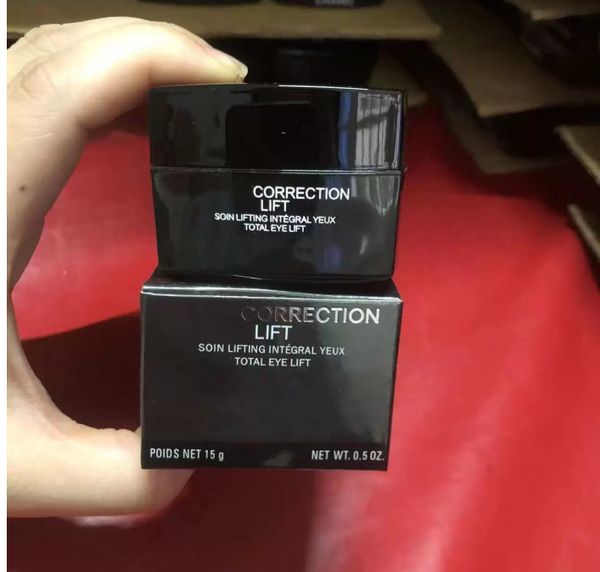 CORRECTION
LIFT
SOIN LIFTING INTÉGRAL YEUX
TOTAL EYE LIFT
CORRECTION
LIFT
SOIN LIFTING INTÉGRAL YEUX
TOTAL EYE LIFT
POIDS NET 15 g NET WT. 0.5 OZ.